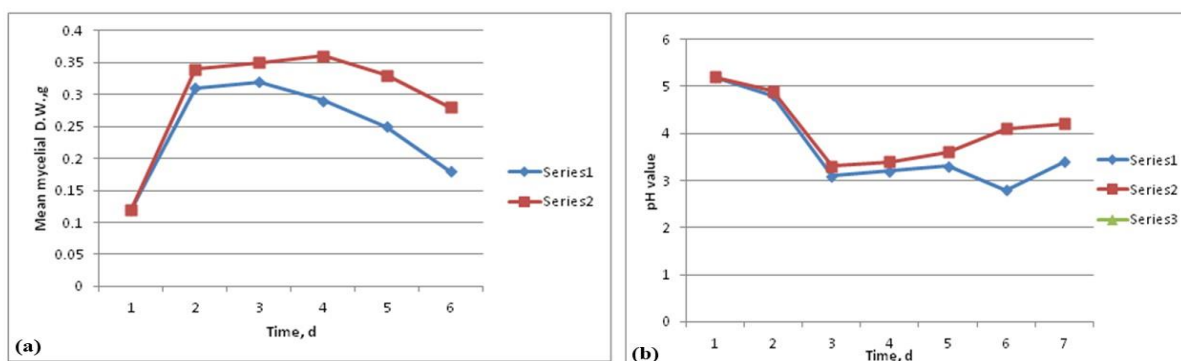 Mean mycelial D.W.,g
0.4
0.35
0.3
0.25
0.2
0.15
0.1
0.05
0
1 2 3 4 5 6
Time, d
Series1
Series2
(a)
pH value
6
5
4
3
2
1
0
1 2 3 4 5 6 7
Time, d
Series1
Series2
Series3
(b)